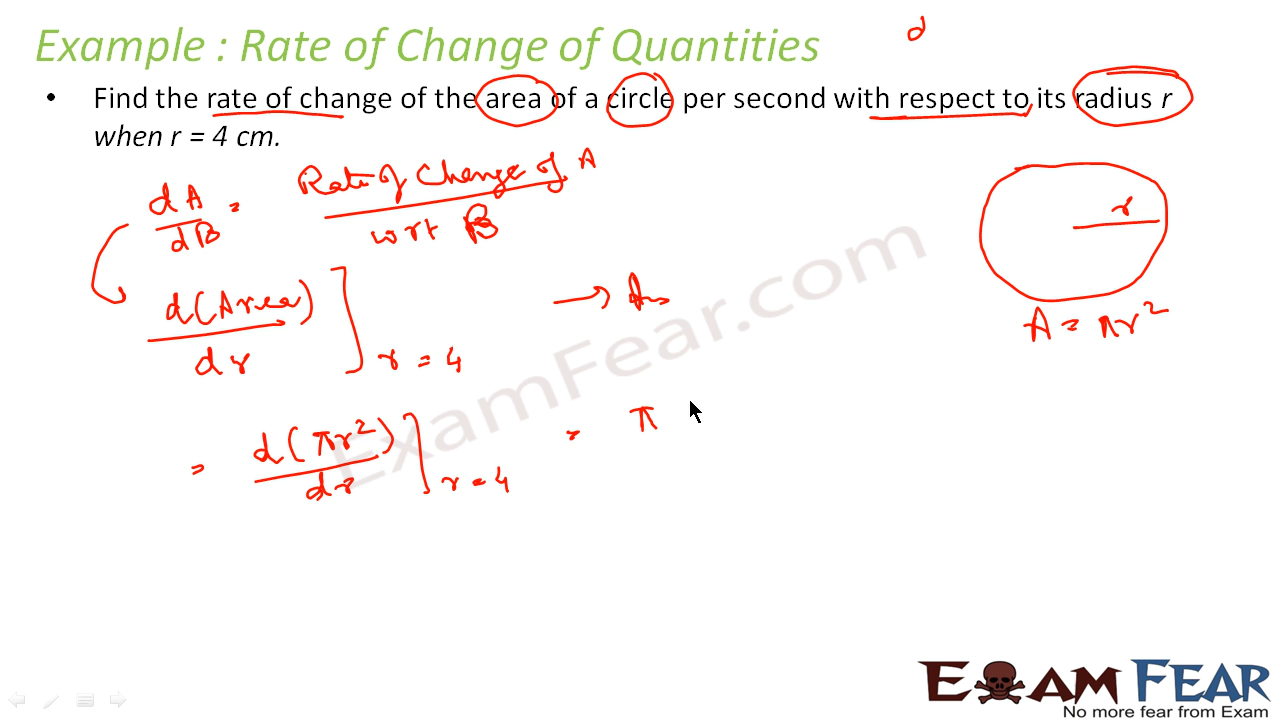 Example : Rate of Change of Quantities
d
• Find the rate of change of the area of a circle per second with respect to its radius r
when r = 4 cm.
dA/dB = Rate of Change of A / wrt B
r
d(Area)/dr ]r = 4 → Ans
A = πr²
= d(πr²)/dr ]r = 4 = π
ExamFear.com
EXAM FEAR
No more fear from Exam